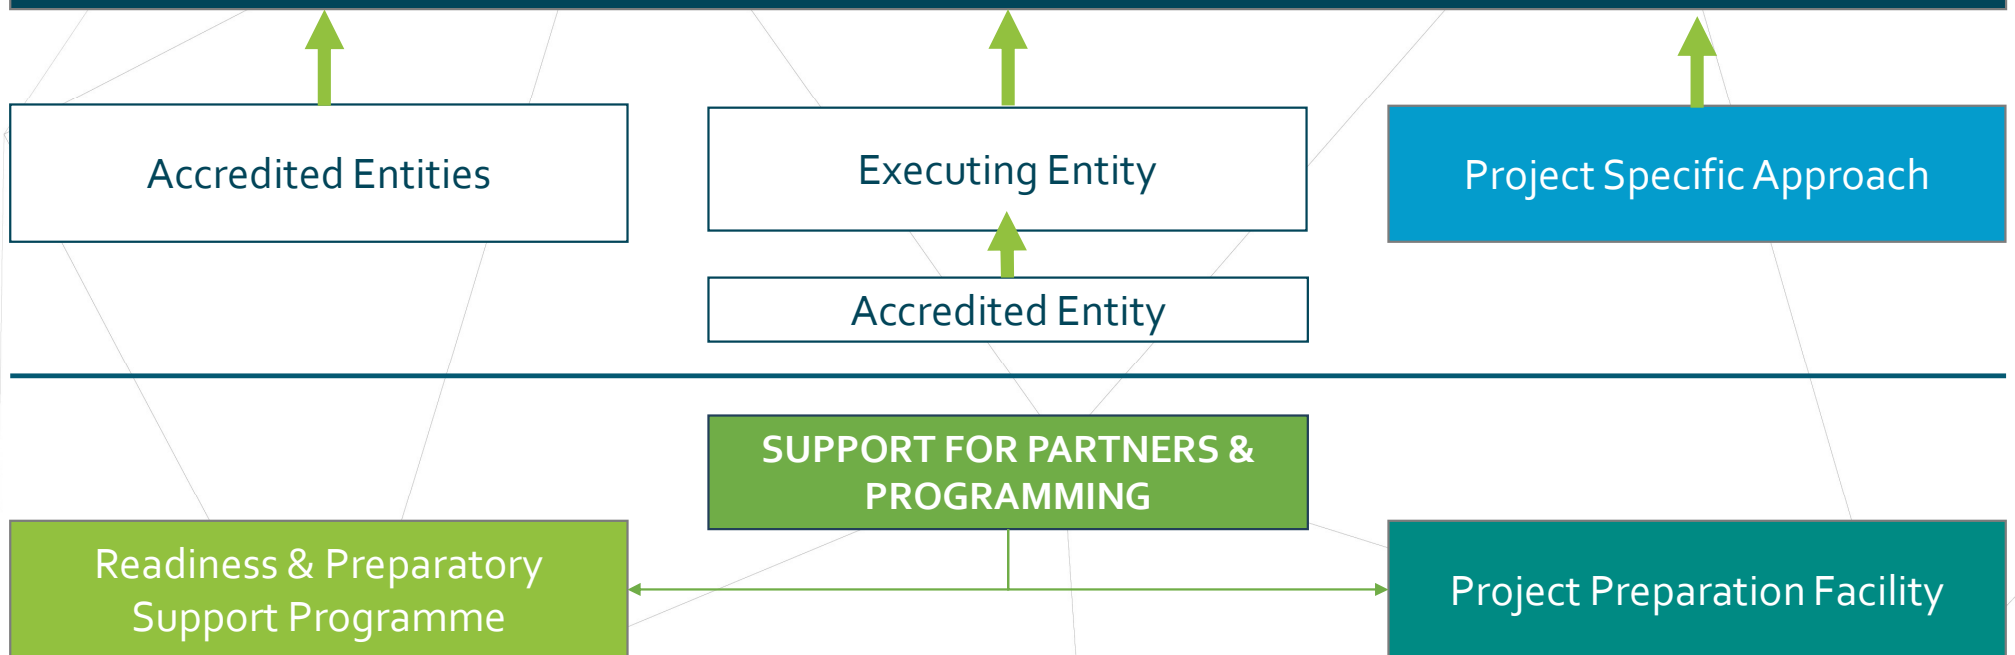 Accredited Entities
Executing Entity
Project Specific Approach
Accredited Entity
SUPPORT FOR PARTNERS &
PROGRAMMING
Readiness & Preparatory
Support Programme
Project Preparation Facility